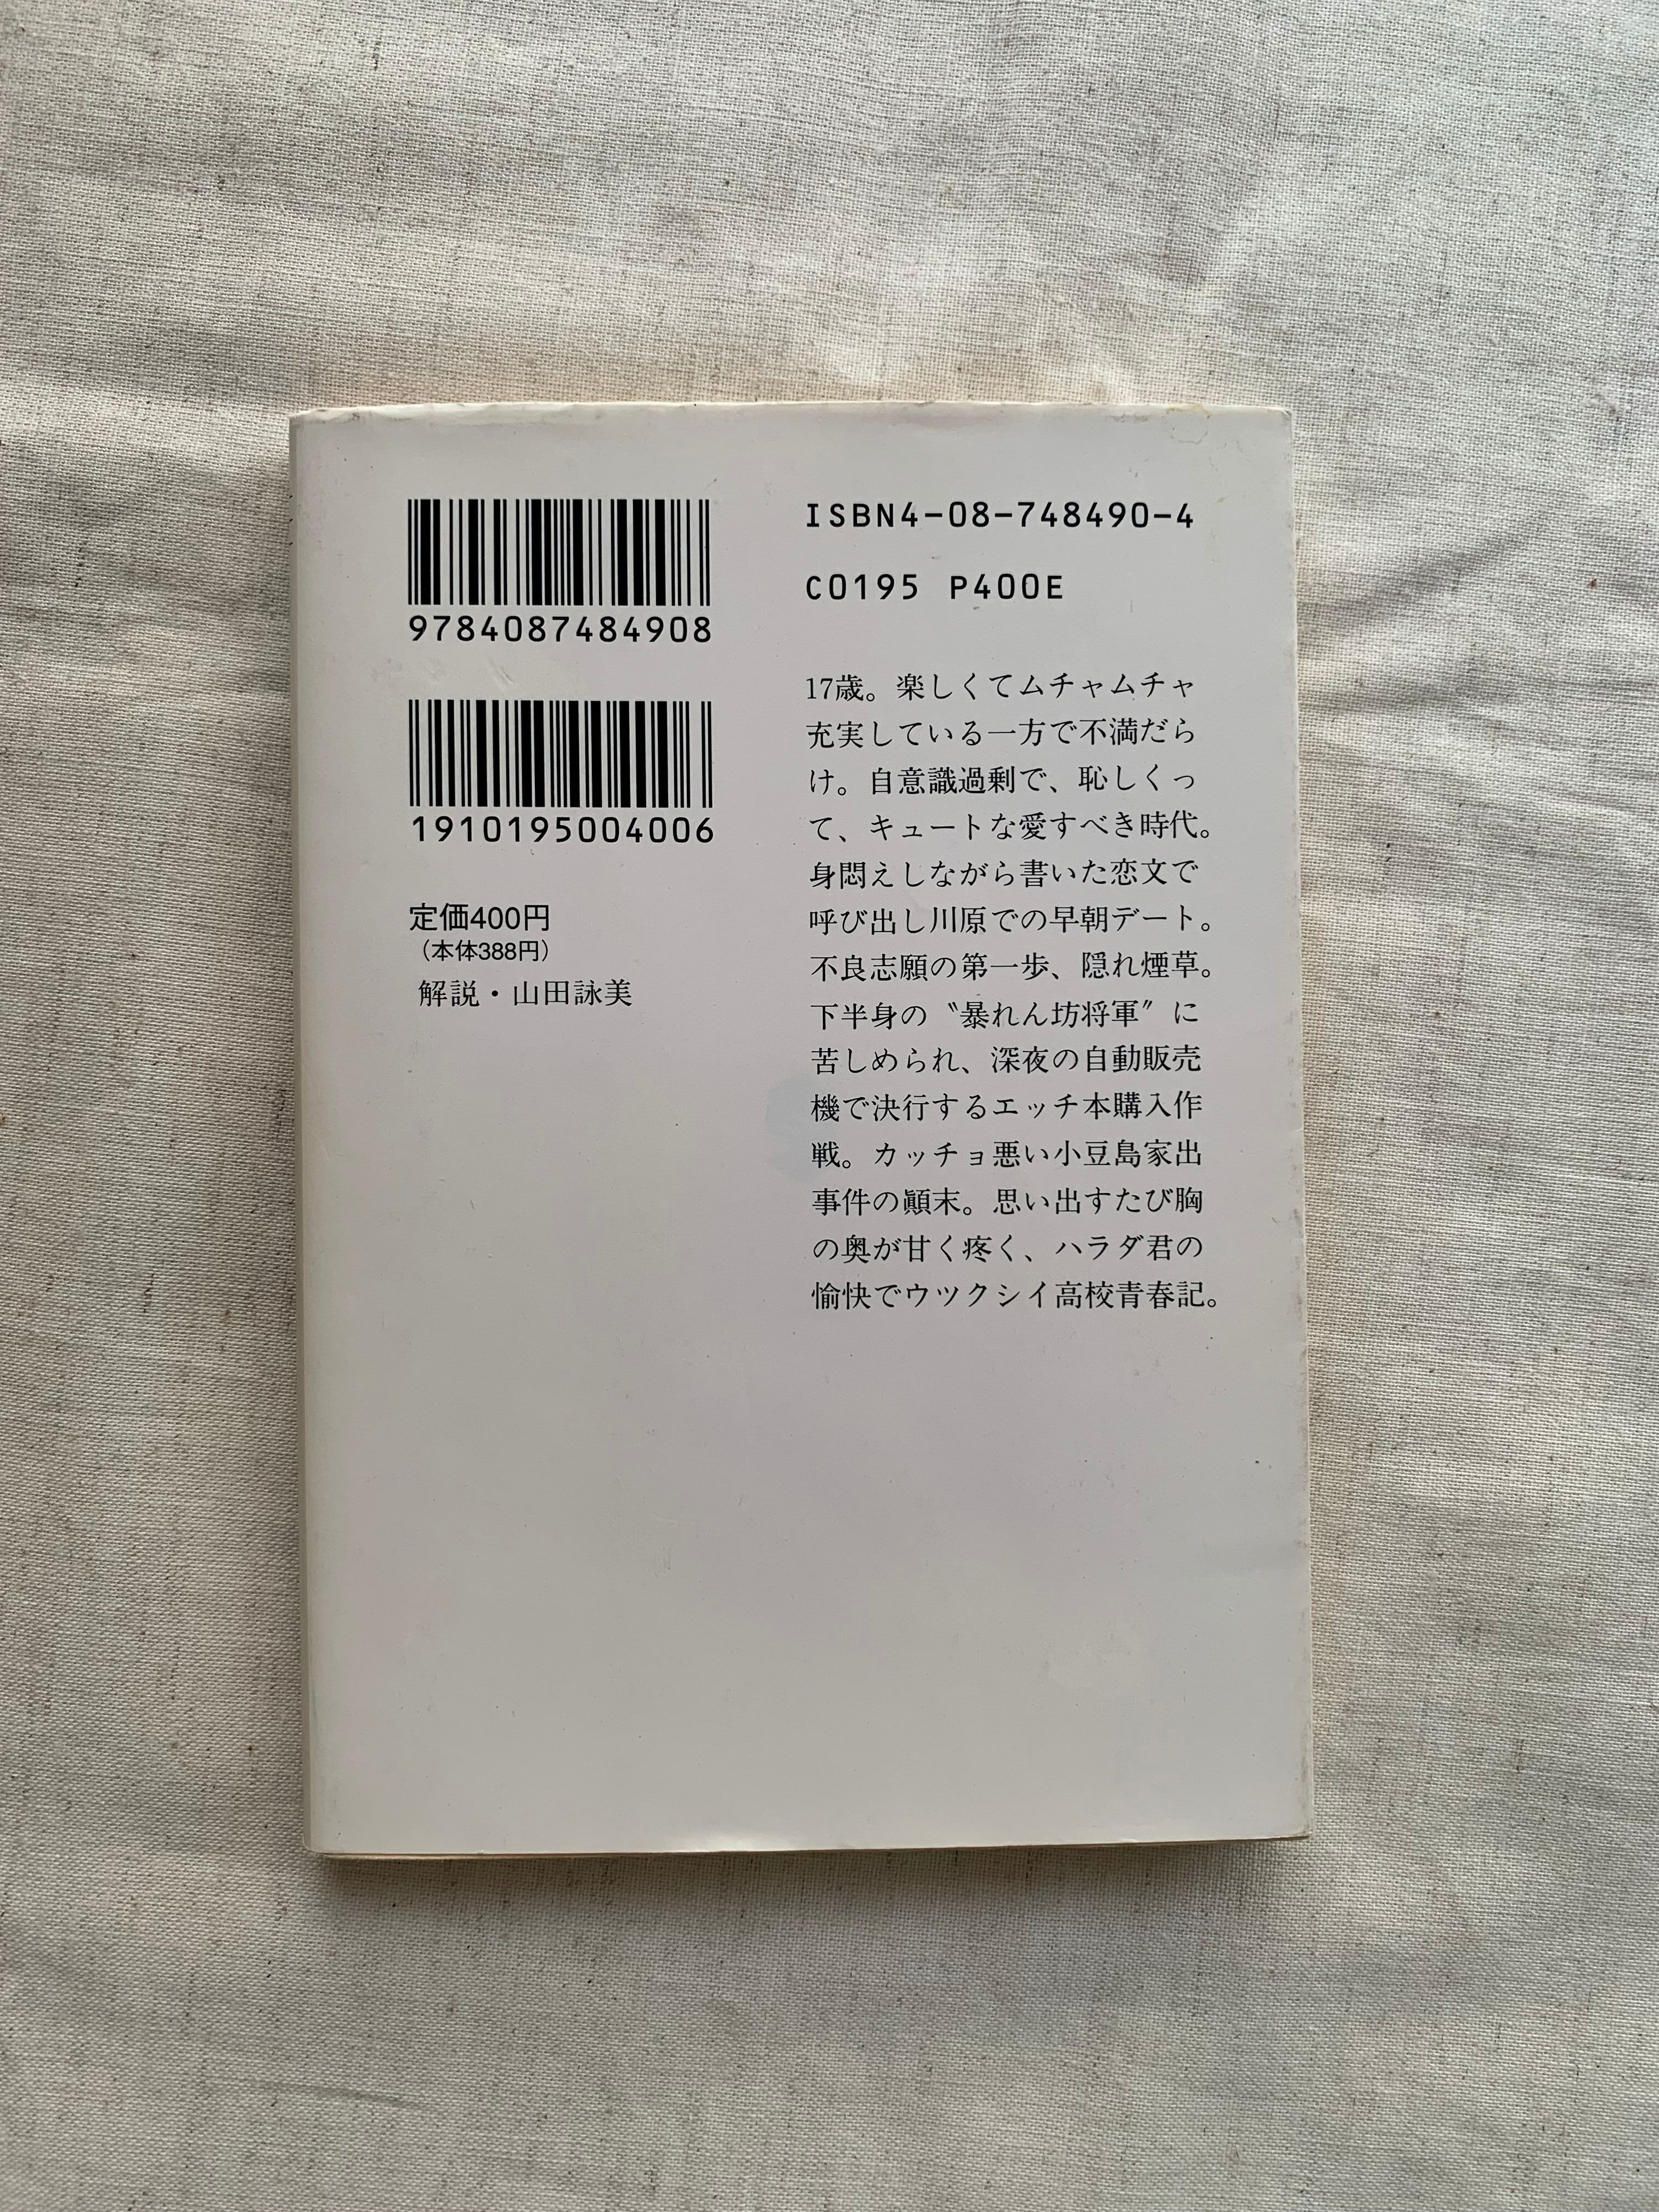 9784087484908
1910195004006
定価400円
(本体388円)
解説・山田詠美
ISBN4-08-748490-4
C0195 P400E
17歳。楽しくてムチャムチャ
充実している一方で不満だら
け。自意識過剰で、恥しくっ
て、キュートな愛すべき時代。
身悶えしながら書いた恋文で
呼び出し川原での早朝デート。
不良志願の第一歩、隠れ煙草。
下半身の〝暴れん坊将軍〞に
苦しめられ、深夜の自動販売
機で決行するエッチ本購入作
戦。カッチョ悪い小豆島家出
事件の顚末。思い出すたび胸
の奥が甘く疼く、ハラダ君の
愉快でウツクシイ高校青春記。